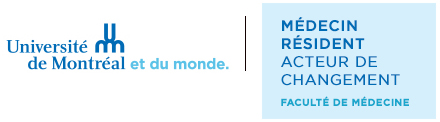 Université
de Montréal et du monde.
MÉDECIN
RÉSIDENT
ACTEUR DE
CHANGEMENT
FACULTÉ DE MÉDECINE